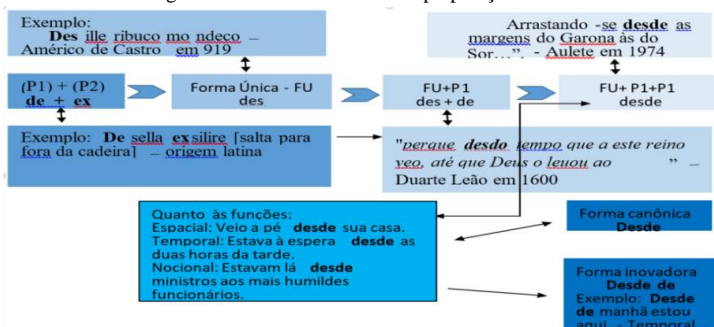 Exemplo:
Des ille ribuco mo ndeco –
Américo de Castro em 919
Arrastando -se desde as
margens do Garona às do
Sor...”. - Aulete em 1974
(P1) + (P2)
de + ex
Forma Única - FU
des
FU+P1
des + de
FU+ P1+P1
desde
Exemplo: De sella exsilire [salta para
fora da cadeira] – origem latina
"perque desdo tempo que a este reino
veo, até que Deus o leuou ao ” –
Duarte Leão em 1600
Quanto às funções:
Espacial: Veio a pé desde sua casa.
Temporal: Estava à espera desde as
duas horas da tarde.
Nocional: Estavam lá desde
ministros aos mais humildes
funcionários.
Forma canônica
Desde
Forma inovadora
Desde de
Exemplo: Desde
de manhã estou
aqui - Temporal